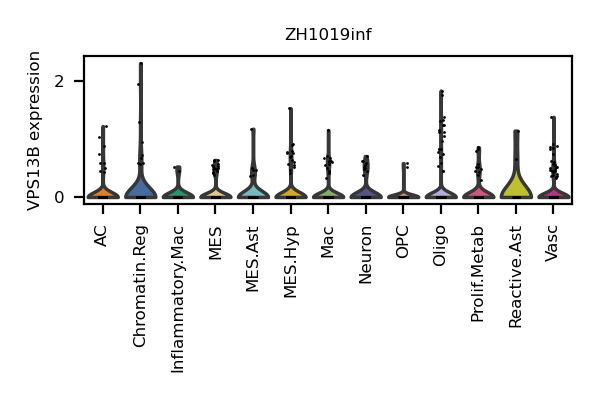 ZH1019inf
VPS13B expression
2
0
AC
Chromatin.Reg
Inflammatory.Mac
MES
MES.Ast
MES.Hyp
Mac
Neuron
OPC
Oligo
Prolif.Metab
Reactive.Ast
Vasc